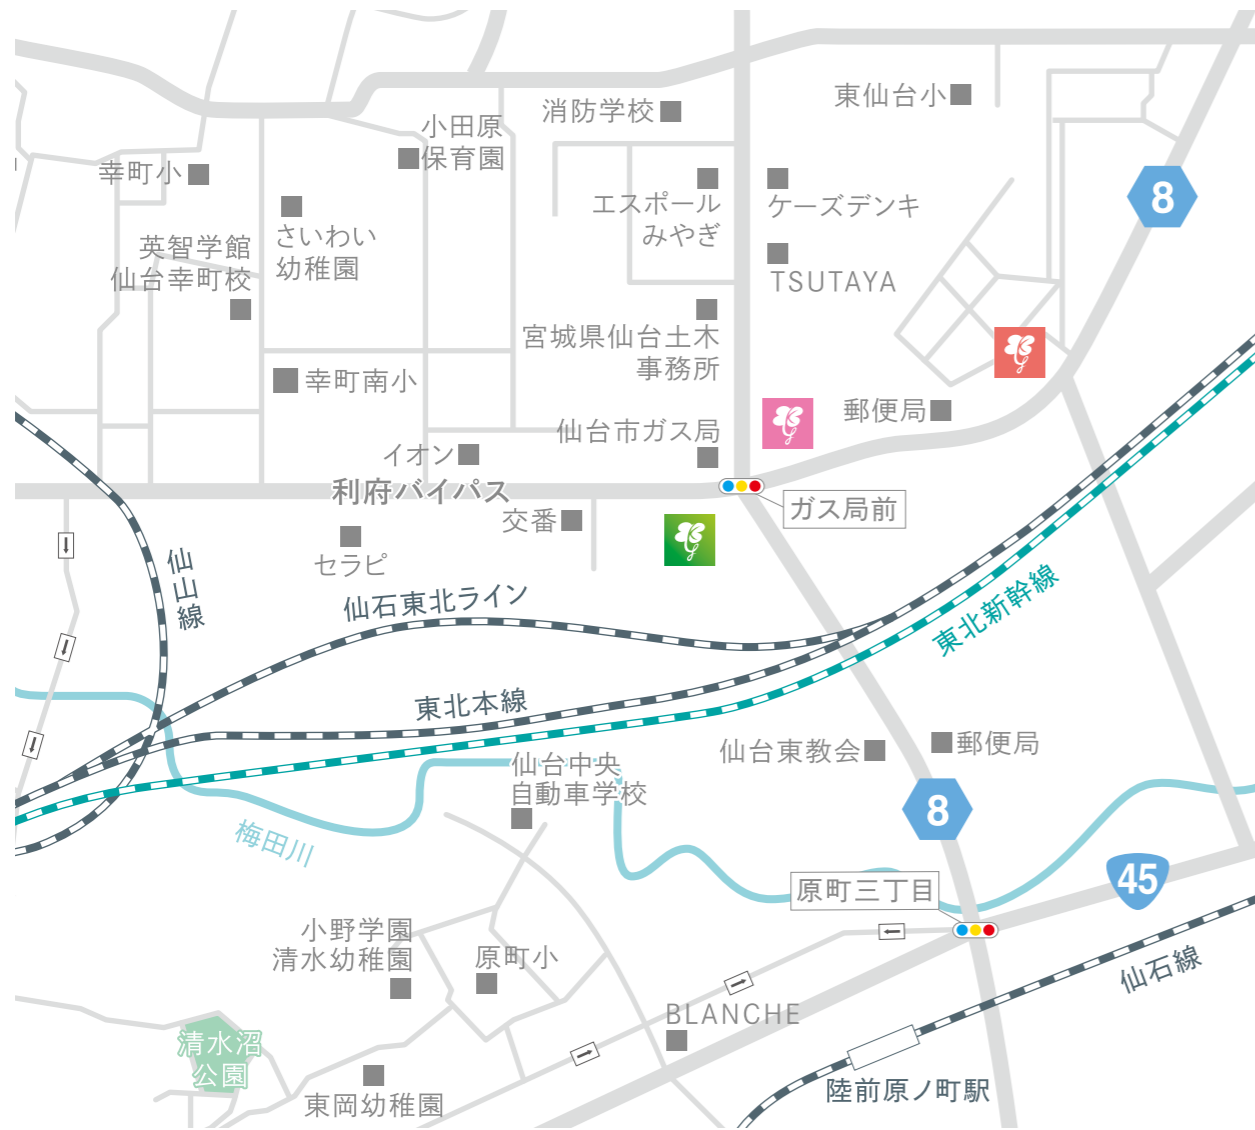 東仙台小
消防学校
小田原
保育園
幸町小
エスポール
みやぎ
ケーズデンキ
8
さいわい
幼稚園
英智学館
仙台幸町校
TSUTAYA
宮城県仙台土木
事務所
幸町南小
郵便局
仙台市ガス局
イオン
利府バイパス
ガス局前
交番
セラピ
仙山線
仙石東北ライン
東北新幹線
東北本線
仙台東教会
郵便局
仙台中央
自動車学校
8
梅田川
45
原町三丁目
小野学園
清水幼稚園
原町小
仙石線
BLANCHE
清水沼
公園
東岡幼稚園
陸前原ノ町駅